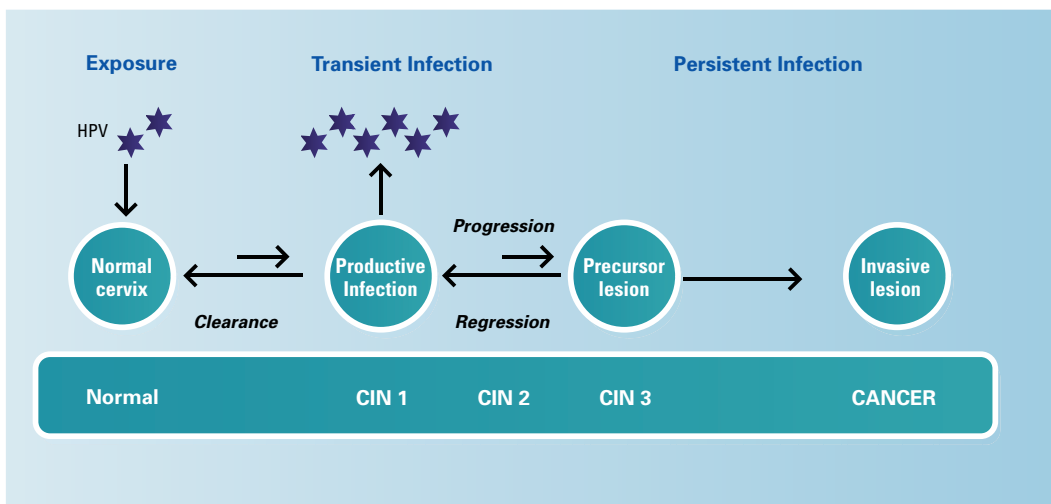 Exposure
Transient Infection
Persistent Infection
HPV
Progression
Normal
cervix
Productive
Infection
Precursor
lesion
Invasive
lesion
Clearance
Regression
Normal
CIN 1
CIN 2
CIN 3
CANCER